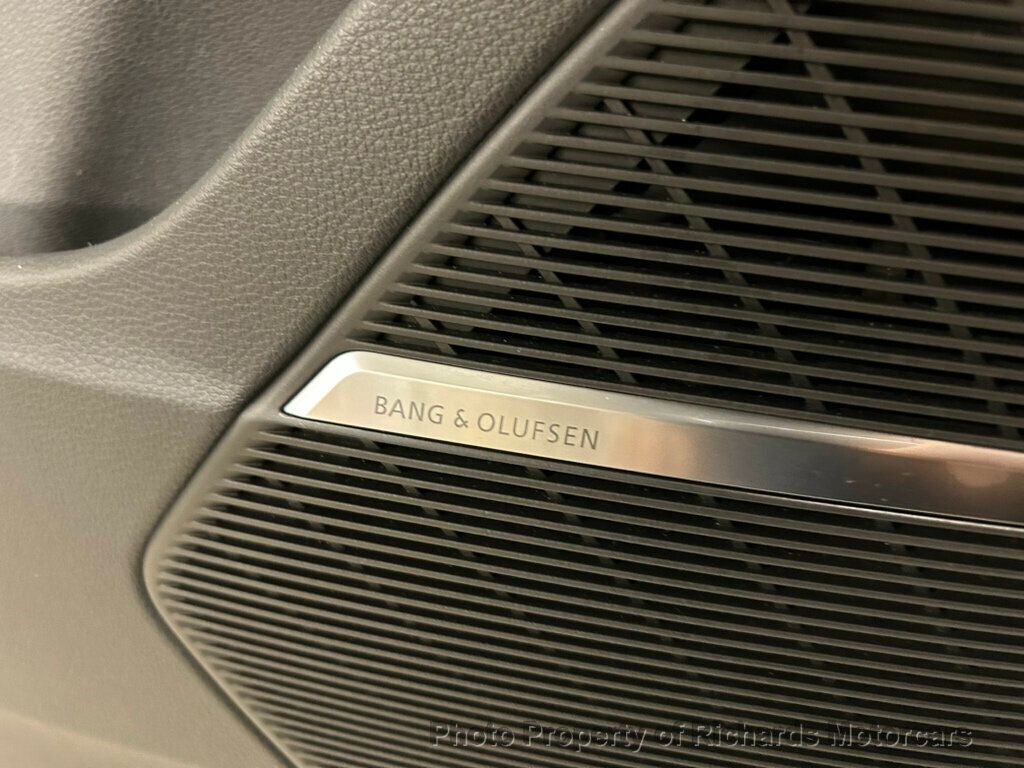 BANG & OLUFSEN
Photo Property of Richards Motorcars